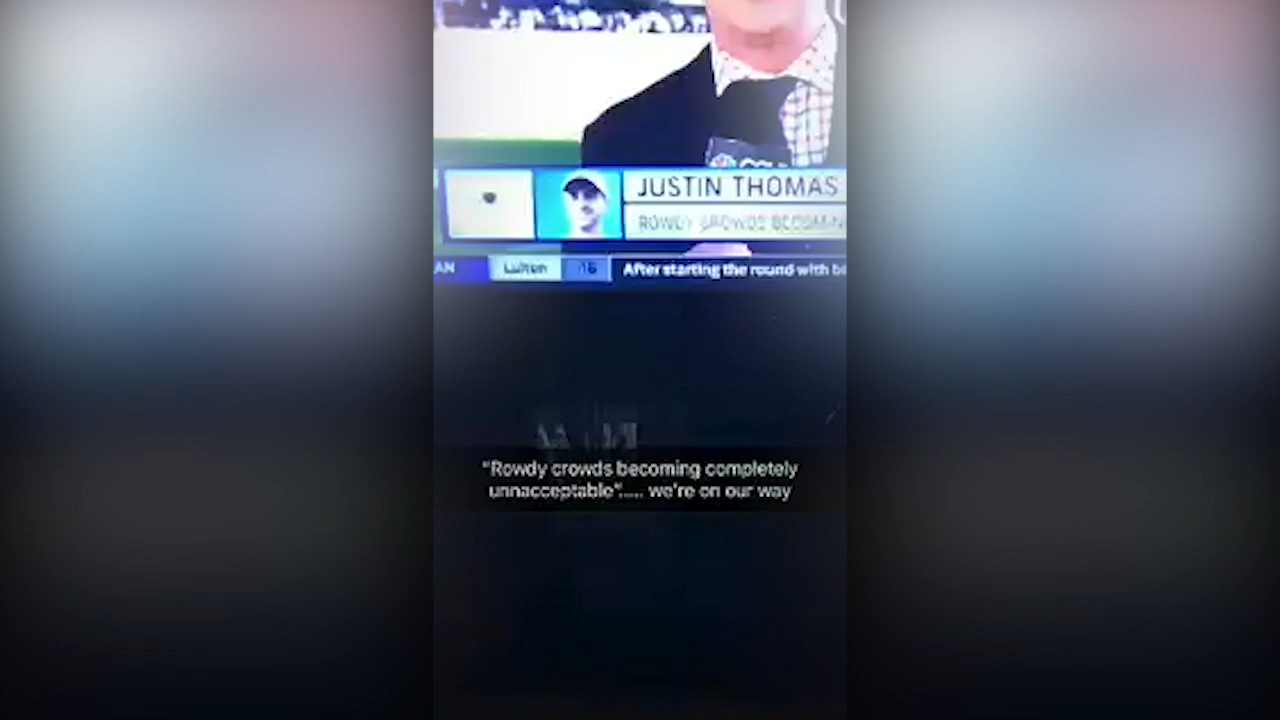 JUSTIN THOMAS
ROWDY CROWDS BECOMIN
AN
16
After starting the round with
"Rowdy crowds becoming completely
unnacceptable"..... we're on our way